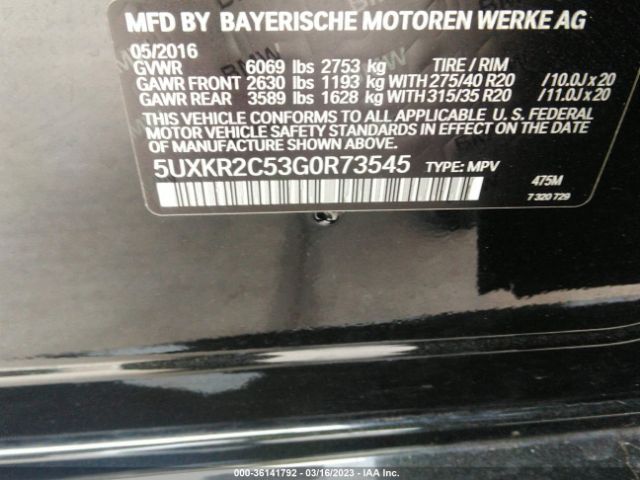 MFD BY BAYERISCHE MOTOREN WERKE AG
05/2016
GVWR 6069 lbs 2753 kg TIRE / RIM
GAWR FRONT 2630 lbs 1193 kg WITH 275/40 R20 /10.0J x 20
GAWR REAR 3589 lbs 1628 kg WITH 315/35 R20 /11.0J x 20
THIS VEHICLE CONFORMS TO ALL APPLICABLE U.S. FEDERAL
MOTOR VEHICLE SAFETY STANDARDS IN EFFECT ON THE DATE
OF MANUFACTURE SHOWN ABOVE.
5UXKR2C53G0R73545 TYPE: MPV
475M
7 320 729
000-36141792 — 03/16/2023 — IAA Inc.